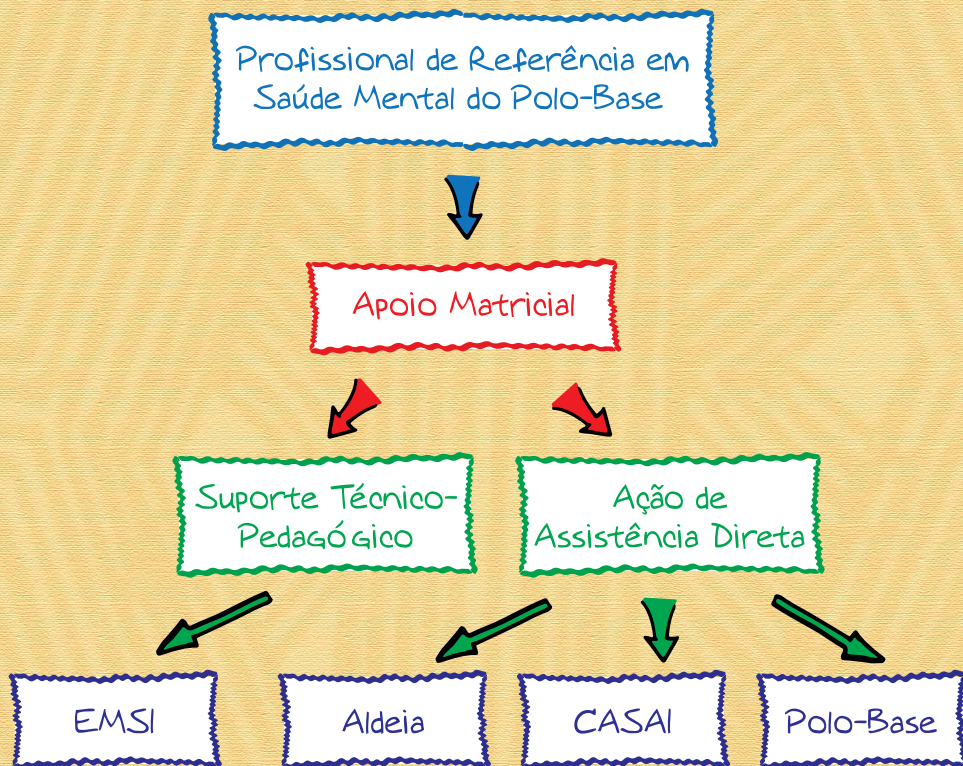 Profissional de Referência em
Saúde Mental do Polo-Base
Apoio Matricial
Suporte Técnico-
Pedagógico
Ação de
Assistência Direta
EMSI
Aldeia
CASAI
Polo-Base